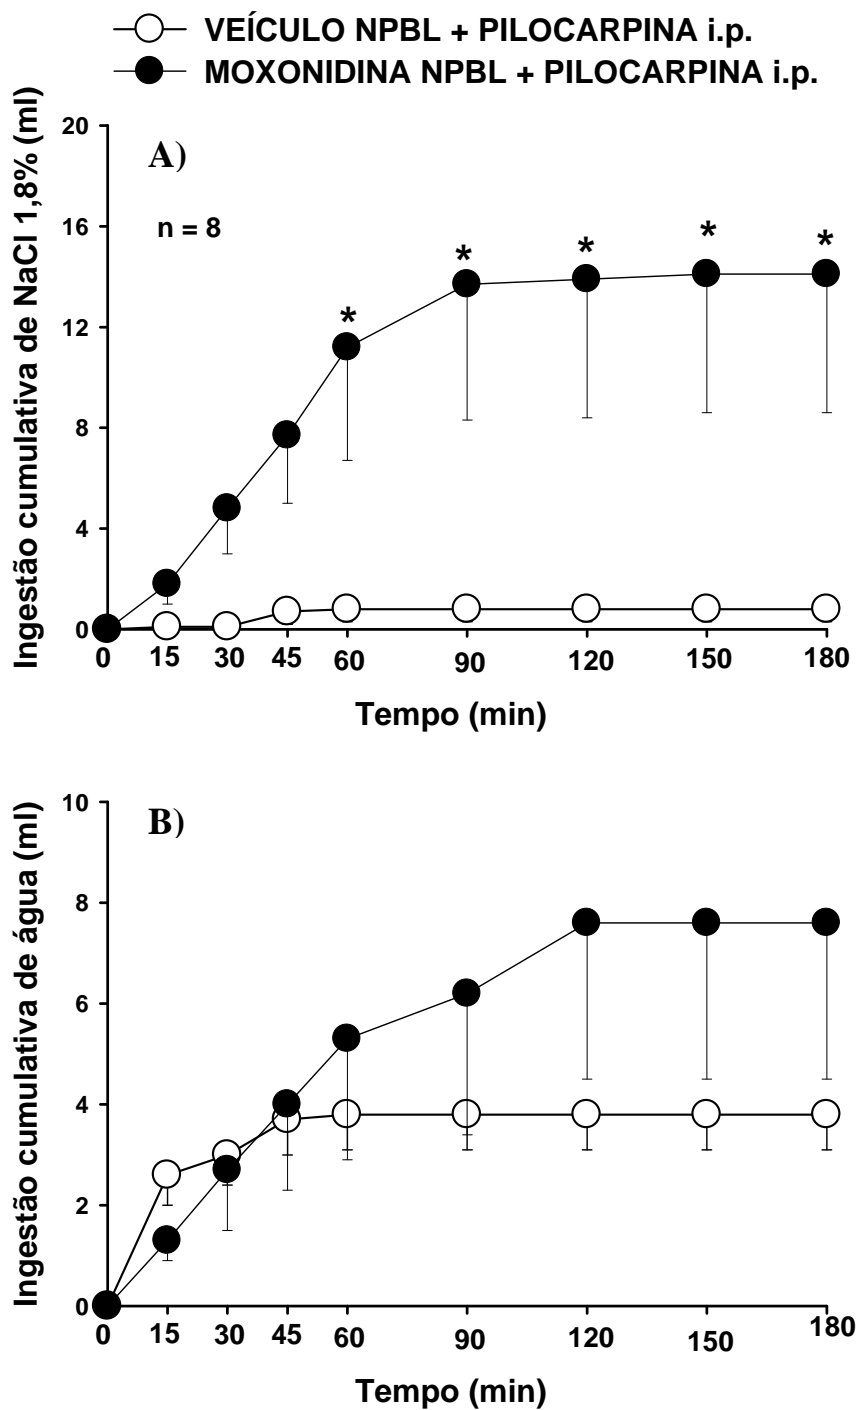 VEÍCULO NPBL + PILOCARPINA i.p.
MOXONIDINA NPBL + PILOCARPINA i.p.
Ingestão cumulativa de NaCl 1,8% (ml)
A)
n = 8
20
16
12
8
4
0
* * * * *
0 15 30 45 60 90 120 150 180
Tempo (min)
Ingestão cumulativa de água (ml)
B)
10
8
6
4
2
0
0 15 30 45 60 90 120 150 180
Tempo (min)